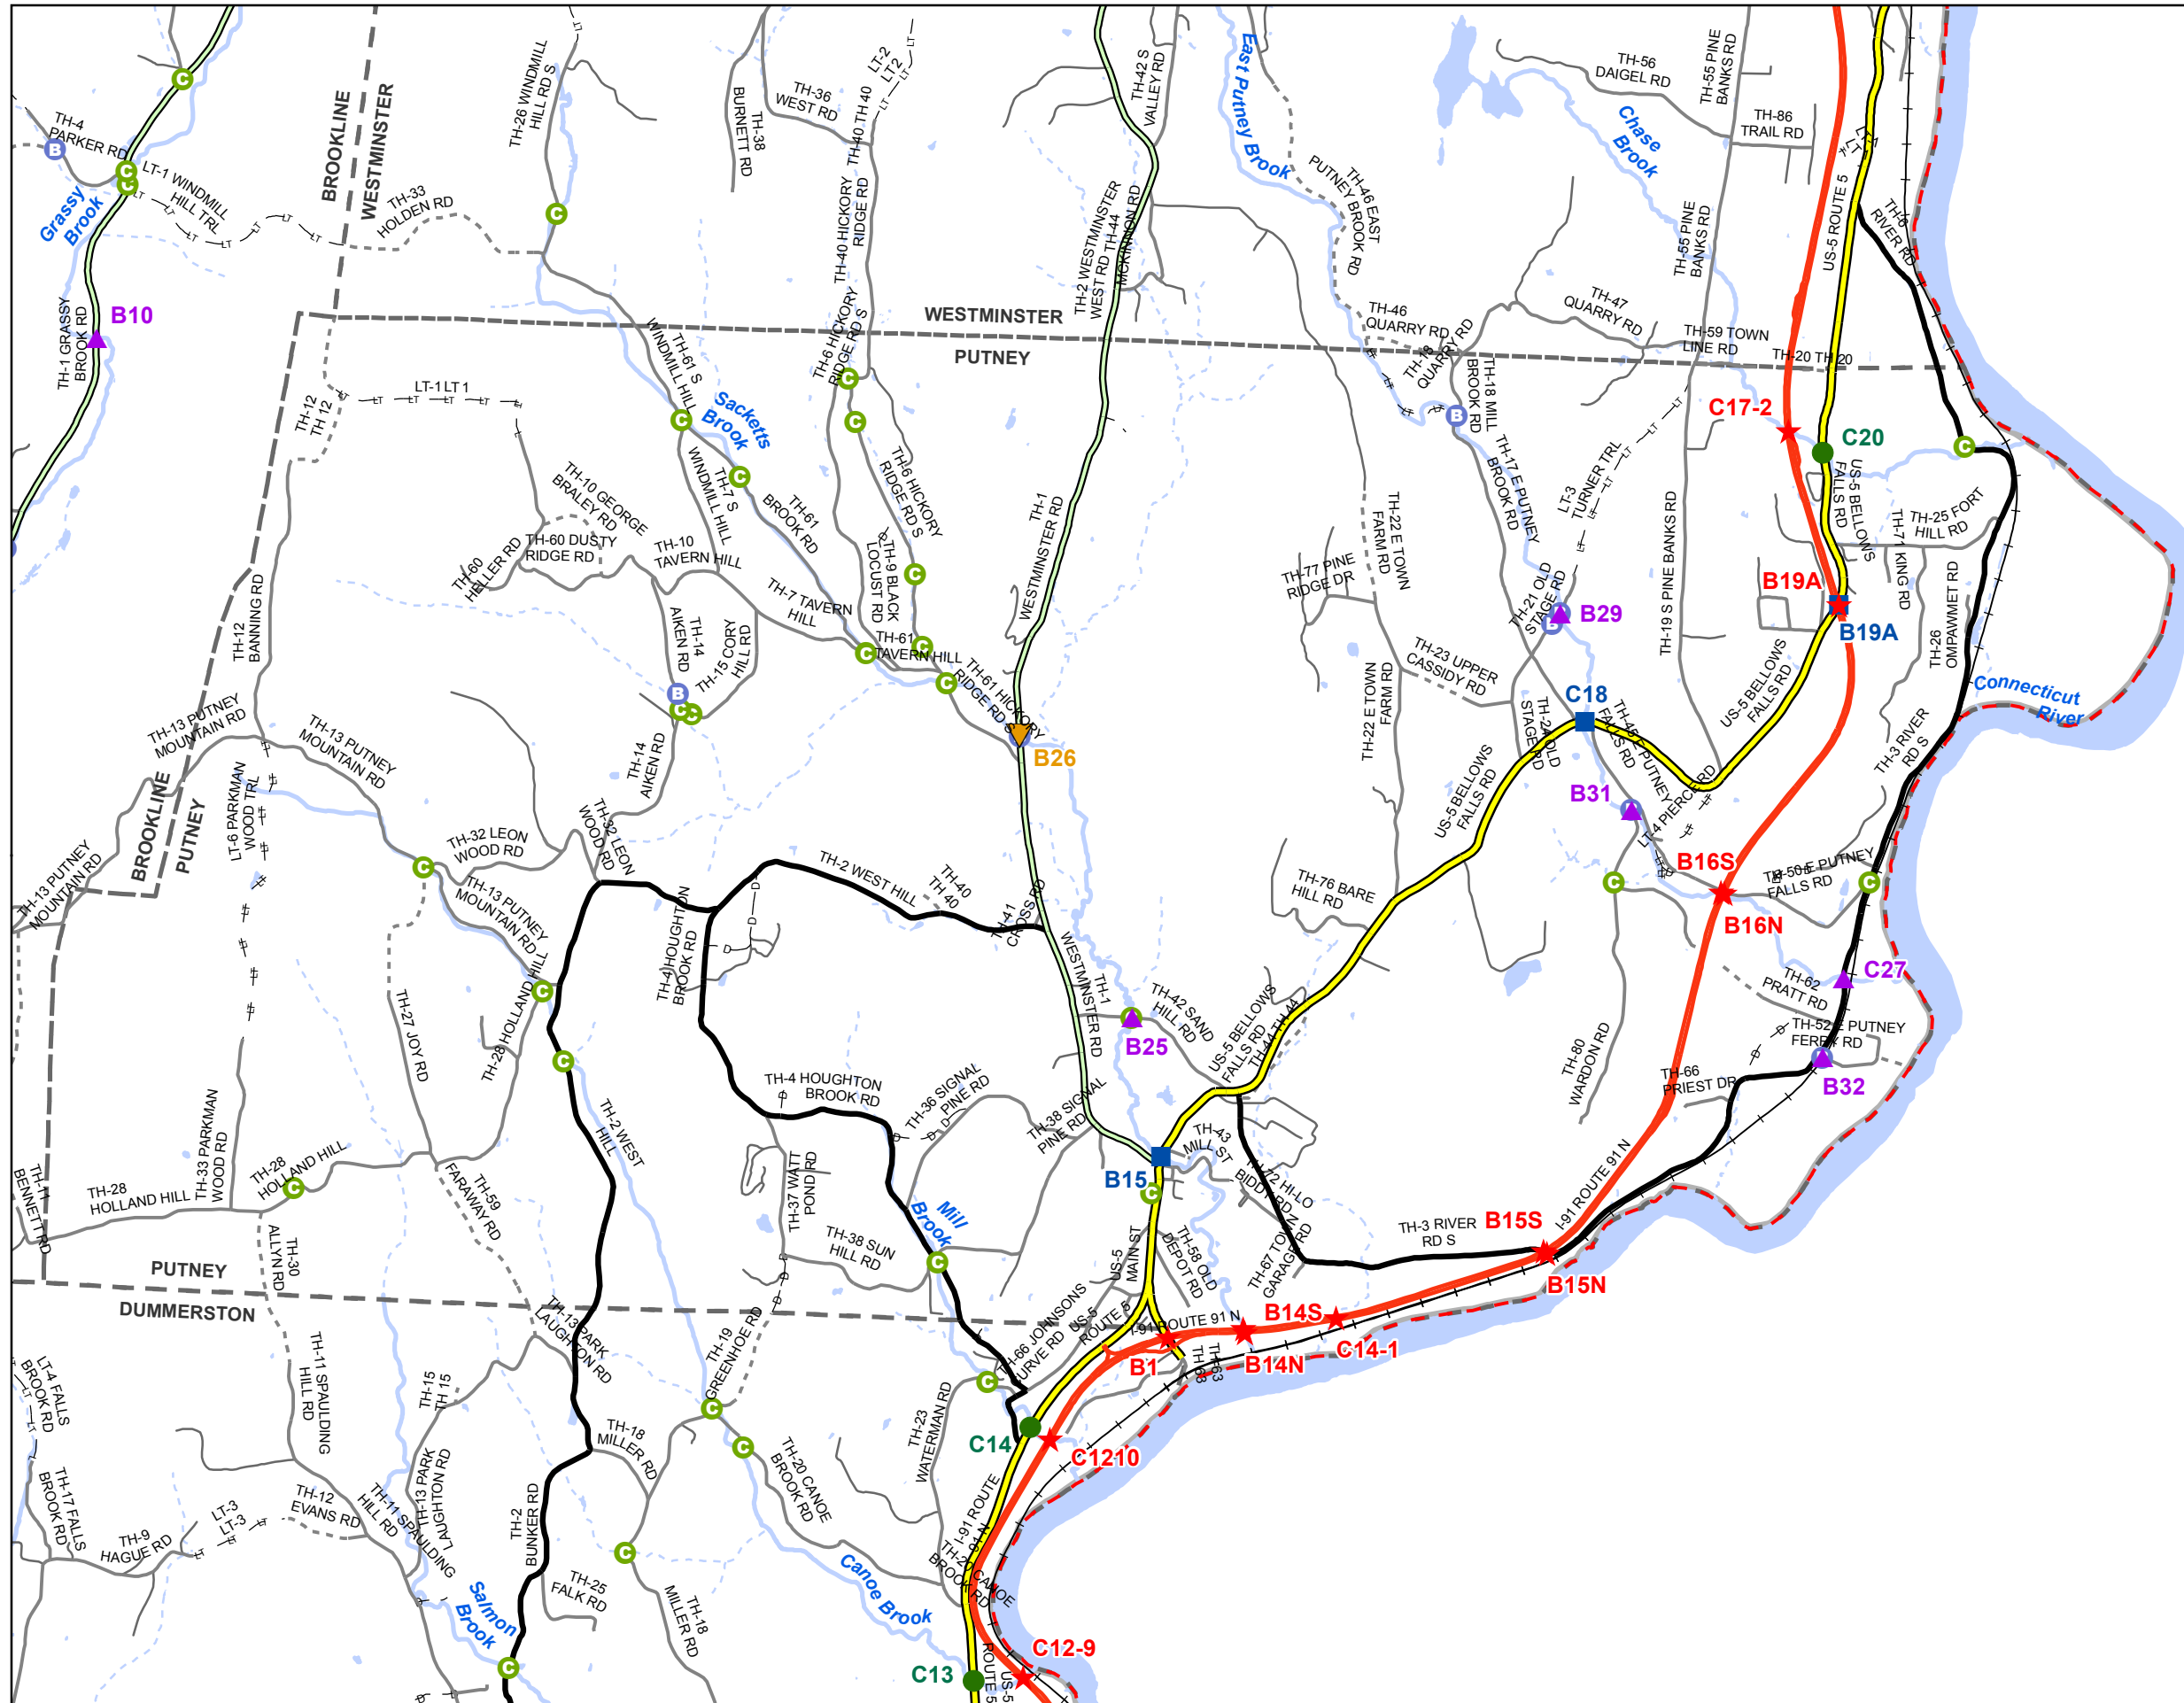 TH-4
PARKER RD
LT-1 WINDMILL
HILL TRL
Grassy
Brook
TH-1 GRASSY
BROOK RD
B10
BROOKLINE
WESTMINSTER
TH-33
HOLDEN RD
TH-26 WINDMILL
HILL RD S
BURNETT RD
TH-38
TH-36
WEST RD
LT-2
LT 2
TH-40 TH 40
TH-40 HICKORY
RIDGE RD
TH-6 HICKORY
RIDGE RD S
TH-42 S
VALLEY RD
TH-2 WESTMINSTER
WEST RD TH-44
MCKINNON RD
East Putney Brook
PUTNEY BROOK RD
TH-46 EAST
TH-46
QUARRY RD
TH-18
QUARRY RD
TH-47
QUARRY RD
TH-56
DAIGEL RD
Chase
Brook
TH-55 PINE
BANKS RD
TH-86
TRAIL RD
TH-55 PINE
BANKS RD
US-5 ROUTE 5
TH-6
RIVER RD
TH-59 TOWN
LINE RD
TH-20 TH 20
WESTMINSTER
PUTNEY
C17-2
C20
US-5 BELLOWS
FALLS RD
TH-25 FORT
HILL RD
TH-71 KING RD
TH-26
OMPAWMET RD
B19A
B19A
US-5 BELLOWS
FALLS RD
Connecticut
River
TH-3 RIVER
RD S
TH-12
TH 12
LT-1 LT 1
TH-61 S
WINDMILL HILL
Sacketts
Brook
TH-7 S
WINDMILL HILL
TH-61
BROOK RD
TH-6 HICKORY
RIDGE RD S
TH-9 BLACK
LOCUST RD
TH-10 GEORGE
BRALEY RD
TH-60 DUSTY
RIDGE RD
TH-60
HELLER RD
TH-10
TAVERN HILL
TH-7 TAVERN
HILL
TH-61
TAVERN HILL
TH-61 HICKORY
RIDGE RD S
TH-14
AIKEN RD
TH-15 CORY
HILL RD
TH-14
AIKEN RD
TH-12
BANNING RD
TH-13 PUTNEY
MOUNTAIN RD
TH-13 PUTNEY
MOUNTAIN RD
TH-13 PUTNEY
MOUNTAIN RD
BROOKLINE
PUTNEY
LT-6 PARKMAN
WOOD TRL
TH-32 LEON
WOOD RD
TH-32 LEON
WOOD RD
TH-13 PUTNEY
MOUNTAIN RD
TH-1
WESTMINSTER RD
B26
TH-18 MILL
BROOK RD
TH-17 E PUTNEY
BROOK RD
LT-3
TURNER TRL
TH-19 S PINE BANKS RD
TH-21 OLD
STAGE RD
B29
TH-22 E TOWN
FARM RD
TH-77 PINE
RIDGE DR
TH-23 UPPER
CASSIDY RD
TH-22 E TOWN
FARM RD
TH-24 OLD
STAGE RD
C18
TH-45 E PUTNEY
FALLS RD
B31
LT-4 PIERCE RD
US-5 BELLOWS
FALLS RD
B16S
B16N
TH-50 E PUTNEY
FALLS RD
C27
TH-62
PRATT RD
TH-52 E PUTNEY
FERRY RD
B32
TH-66
PRIEST DR
TH-80
WARDON RD
TH-76 BARE
HILL RD
TH-2 WEST HILL
TH-40
TH 40
TH-41
CROSS RD
TH-4 HOUGHTON
BROOK RD
TH-1
WESTMINSTER RD
TH-42 SAND
HILL RD
B25
US-5 BELLOWS
FALLS RD
TH-44 TH 44
TH-28 HOLLAND HILL
TH-27 JOY RD
TH-33 PARKMAN
WOOD RD
TH-2 WEST
HILL
TH-4 HOUGHTON
BROOK RD
TH-36 SIGNAL
PINE RD
TH-38 SIGNAL
PINE RD
TH-37 WATT
POND RD
TH-38 SUN
HILL RD
Mill
Brook
B15
TH-43
MILL ST
TH-72 HI-LO
BIDDY RD N
TH-67 TOWN
GARAGE RD
TH-58 OLD
DEPOT RD
US-5
MAIN ST
TH-3 RIVER
RD S
B15S
B15N
I-91 ROUTE 91 N
I-91 ROUTE 91 N
B14S
B14N
C14-1
B1
TH-63
TH-63
TH-11
BENNETT RD
TH-28
HOLLAND HILL
TH-28
HOLLAND HILL
TH-30
ALLYN RD
TH-59
FARAWAY RD
PUTNEY
DUMMERSTON
TH-13 PARK
LAUGHTON RD
TH-19
GREENHOE RD
TH-66 JOHNSONS
CURVE RD
US-5
ROUTE 5
TH-23
WATERMAN RD
C14
C1210
TH-11 SPAULDING
HILL RD
TH-15
TH 15
TH-13 PARK
LAUGHTON RD
TH-18
MILLER RD
TH-20 CANOE
BROOK RD
TH-12
EVANS RD
TH-11 SPAULDING
HILL RD
LT-4 FALLS
BROOK RD
TH-17 FALLS
BROOK RD
TH-9
HAGUE RD
LT-3
LT-3
TH-2
BUNKER RD
TH-25
FALK RD
TH-18
MILLER RD
Salmon
Brook
Canoe Brook
TH-20 CANOE
BROOK RD
I-91 ROUTE
91 N
C13
US-5
ROUTE 5
C12-9